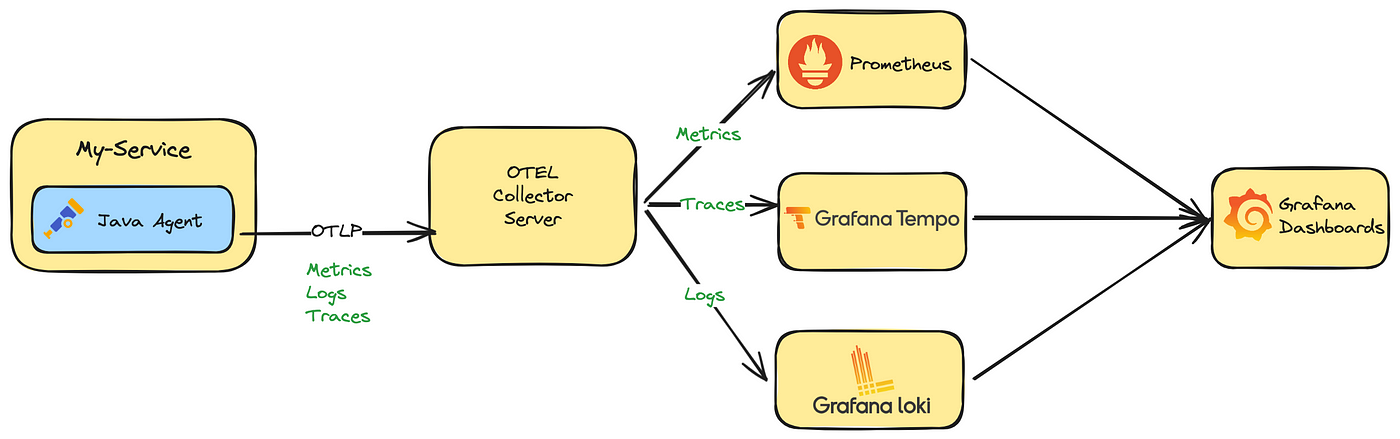 My-Service
Java Agent
OTLP
Metrics
Logs
Traces
OTEL
Collector
Server
Metrics
Traces
Logs
Prometheus
Grafana Tempo
Grafana loki
Grafana
Dashboards